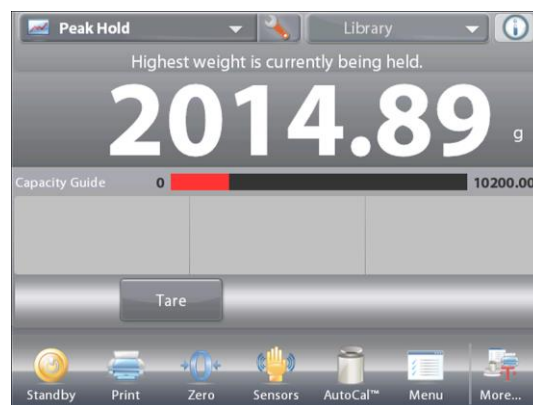 Peak Hold Library
Highest weight is currently being held.
2014.89 g
Capacity Guide 0 10200.00
Tare
Standby Print Zero Sensors AutoCal™ Menu More...